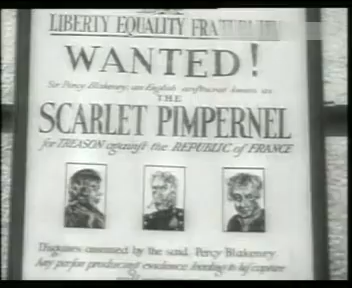 LIBERTY EQUALITY FRATERNITY
WANTED!
Sir Percy Blakeney, an English aristocrat known as
THE
SCARLET PIMPERNEL
for TREASON against the REPUBLIC of FRANCE
Disguises assumed by the said Percy Blakeney
Any person producing evidence leading to his capture